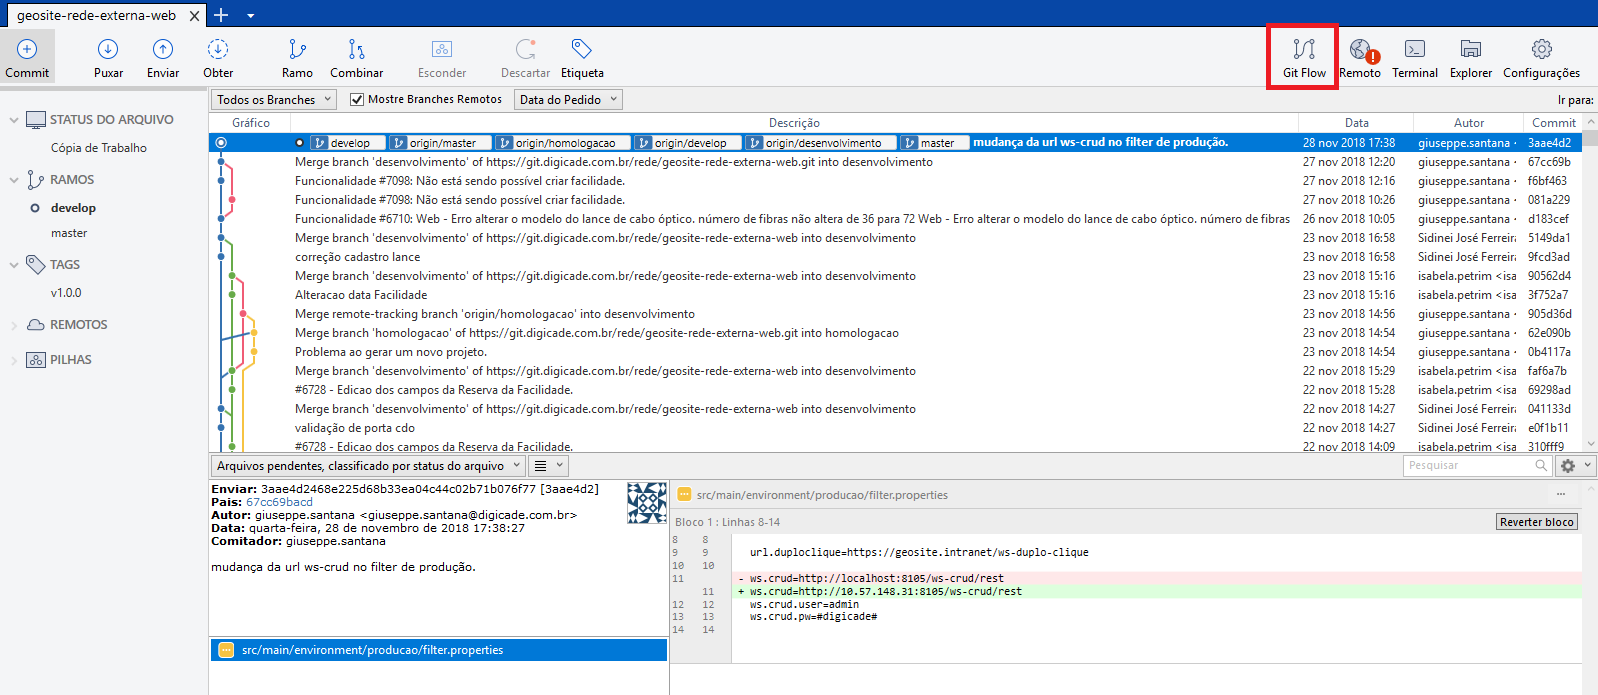 geosite-rede-externa-web
Commit
Puxar
Enviar
Obter
Ramo
Combinar
Esconder
Descartar
Etiqueta
Git Flow
Remoto
Terminal
Explorer
Configurações
Todos os Branches
Mostre Branches Remotos
Data do Pedido
Ir para:
STATUS DO ARQUIVO
Cópia de Trabalho
RAMOS
develop
master
TAGS
v1.0.0
REMOTOS
PILHAS
Gráfico Descrição Data Autor Commit
develop origin/master origin/homologacao origin/develop origin/desenvolvimento master mudança da url ws-crud no filter de produção. 28 nov 2018 17:38 giuseppe.santana 3aae4d2
Merge branch 'desenvolvimento' of https://git.digicade.com.br/rede/geosite-rede-externa-web.git into desenvolvimento 27 nov 2018 12:20 giuseppe.santana 67cc69b
Funcionalidade #7098: Não está sendo possível criar facilidade. 27 nov 2018 12:16 giuseppe.santana f6bf463
Funcionalidade #7098: Não está sendo possível criar facilidade. 27 nov 2018 10:26 giuseppe.santana 081a229
Funcionalidade #6710: Web - Erro alterar o modelo do lance de cabo óptico. número de fibras não altera de 36 para 72 Web - Erro alterar o modelo do lance de cabo óptico. número de fibras 26 nov 2018 10:05 giuseppe.santana d183cef
Merge branch 'desenvolvimento' of https://git.digicade.com.br/rede/geosite-rede-externa-web into desenvolvimento 23 nov 2018 16:58 Sidinei José Ferreira 5149da1
correção cadastro lance 23 nov 2018 16:58 Sidinei José Ferreira 9fcd3ad
Merge branch 'desenvolvimento' of https://git.digicade.com.br/rede/geosite-rede-externa-web into desenvolvimento 23 nov 2018 15:16 isabela.petrim <isa 90562d4
Alteracao data Facilidade 23 nov 2018 15:16 isabela.petrim <isa 3f752a7
Merge remote-tracking branch 'origin/homologacao' into desenvolvimento 23 nov 2018 14:56 giuseppe.santana 905d36d
Merge branch 'homologacao' of https://git.digicade.com.br/rede/geosite-rede-externa-web.git into homologacao 23 nov 2018 14:54 giuseppe.santana 62e090b
Problema ao gerar um novo projeto. 23 nov 2018 14:54 giuseppe.santana 0b4117a
Merge branch 'desenvolvimento' of https://git.digicade.com.br/rede/geosite-rede-externa-web into desenvolvimento 22 nov 2018 15:29 isabela.petrim <isa faf6a7b
#6728 - Edicao dos campos da Reserva da Facilidade. 22 nov 2018 15:28 isabela.petrim <isa 69298ad
Merge branch 'desenvolvimento' of https://git.digicade.com.br/rede/geosite-rede-externa-web into desenvolvimento 22 nov 2018 14:27 Sidinei José Ferreira 041133d
validação de porta cdo 22 nov 2018 14:27 Sidinei José Ferreira e0f1b11
#6728 - Edicao dos campos da Reserva da Facilidade. 22 nov 2018 14:09 isabela.petrim <isa 310fff9
Arquivos pendentes, classificado por status do arquivo
Pesquisar
Enviar: 3aae4d2468e225d68b33ea04c44c02b71b076f77 [3aae4d2]
Pais: 67cc69bacd
Autor: giuseppe.santana <giuseppe.santana@digicade.com.br>
Data: quarta-feira, 28 de novembro de 2018 17:38:27
Comitador: giuseppe.santana
mudança da url ws-crud no filter de produção.
src/main/environment/producao/filter.properties
src/main/environment/producao/filter.properties
Bloco 1 : Linhas 8-14
Reverter bloco
8 8
9 9 url.duploclique=https://geosite.intranet/ws-duplo-clique
10 10
11 - ws.crud=http://localhost:8105/ws-crud/rest
11 + ws.crud=http://10.57.148.31:8105/ws-crud/rest
12 12 ws.crud.user=admin
13 13 ws.crud.pw=#digicade#
14 14